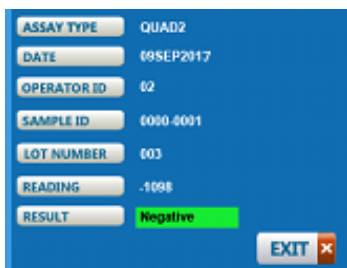 ASSAY TYPE QUAD2
DATE 09SEP2017
OPERATOR ID 02
SAMPLE ID 0000-0001
LOT NUMBER 003
READING -1098
RESULT Negative
EXIT X